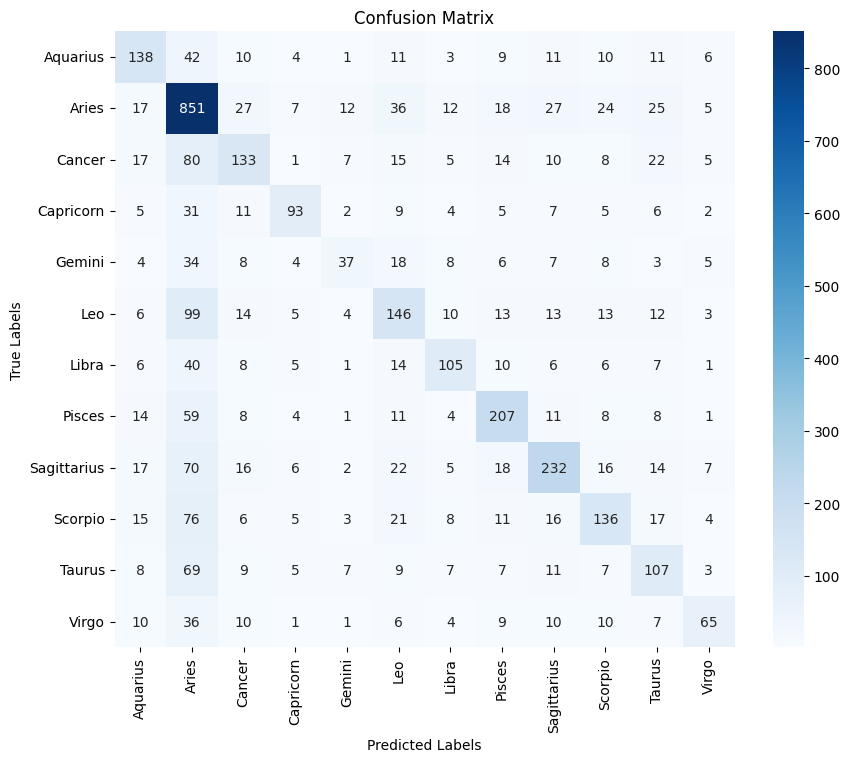 Confusion Matrix
Aquarius 138 42 10 4 1 11 3 9 11 10 11 6
Aries 17 851 27 7 12 36 12 18 27 24 25 5
Cancer 17 80 133 1 7 15 5 14 10 8 22 5
Capricorn 5 31 11 93 2 9 4 5 7 5 6 2
Gemini 4 34 8 4 37 18 8 6 7 8 3 5
Leo 6 99 14 5 4 146 10 13 13 13 12 3
Libra 6 40 8 5 1 14 105 10 6 6 7 1
Pisces 14 59 8 4 1 11 4 207 11 8 8 1
Sagittarius 17 70 16 6 2 22 5 18 232 16 14 7
Scorpio 15 76 6 5 3 21 8 11 16 136 17 4
Taurus 8 69 9 5 7 9 7 7 11 7 107 3
Virgo 10 36 10 1 1 6 4 9 10 10 7 65
True Labels
Aquarius Aries Cancer Capricorn Gemini Leo Libra Pisces Sagittarius Scorpio Taurus Virgo
Predicted Labels
800
700
600
500
400
300
200
100